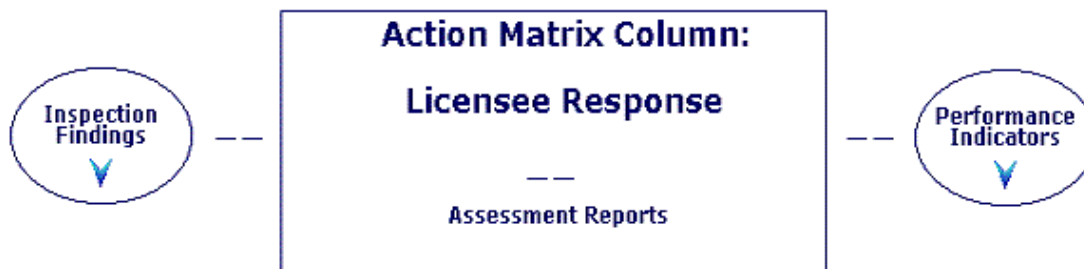 Inspection
Findings
Action Matrix Column:
Licensee Response
Assessment Reports
Performance
Indicators